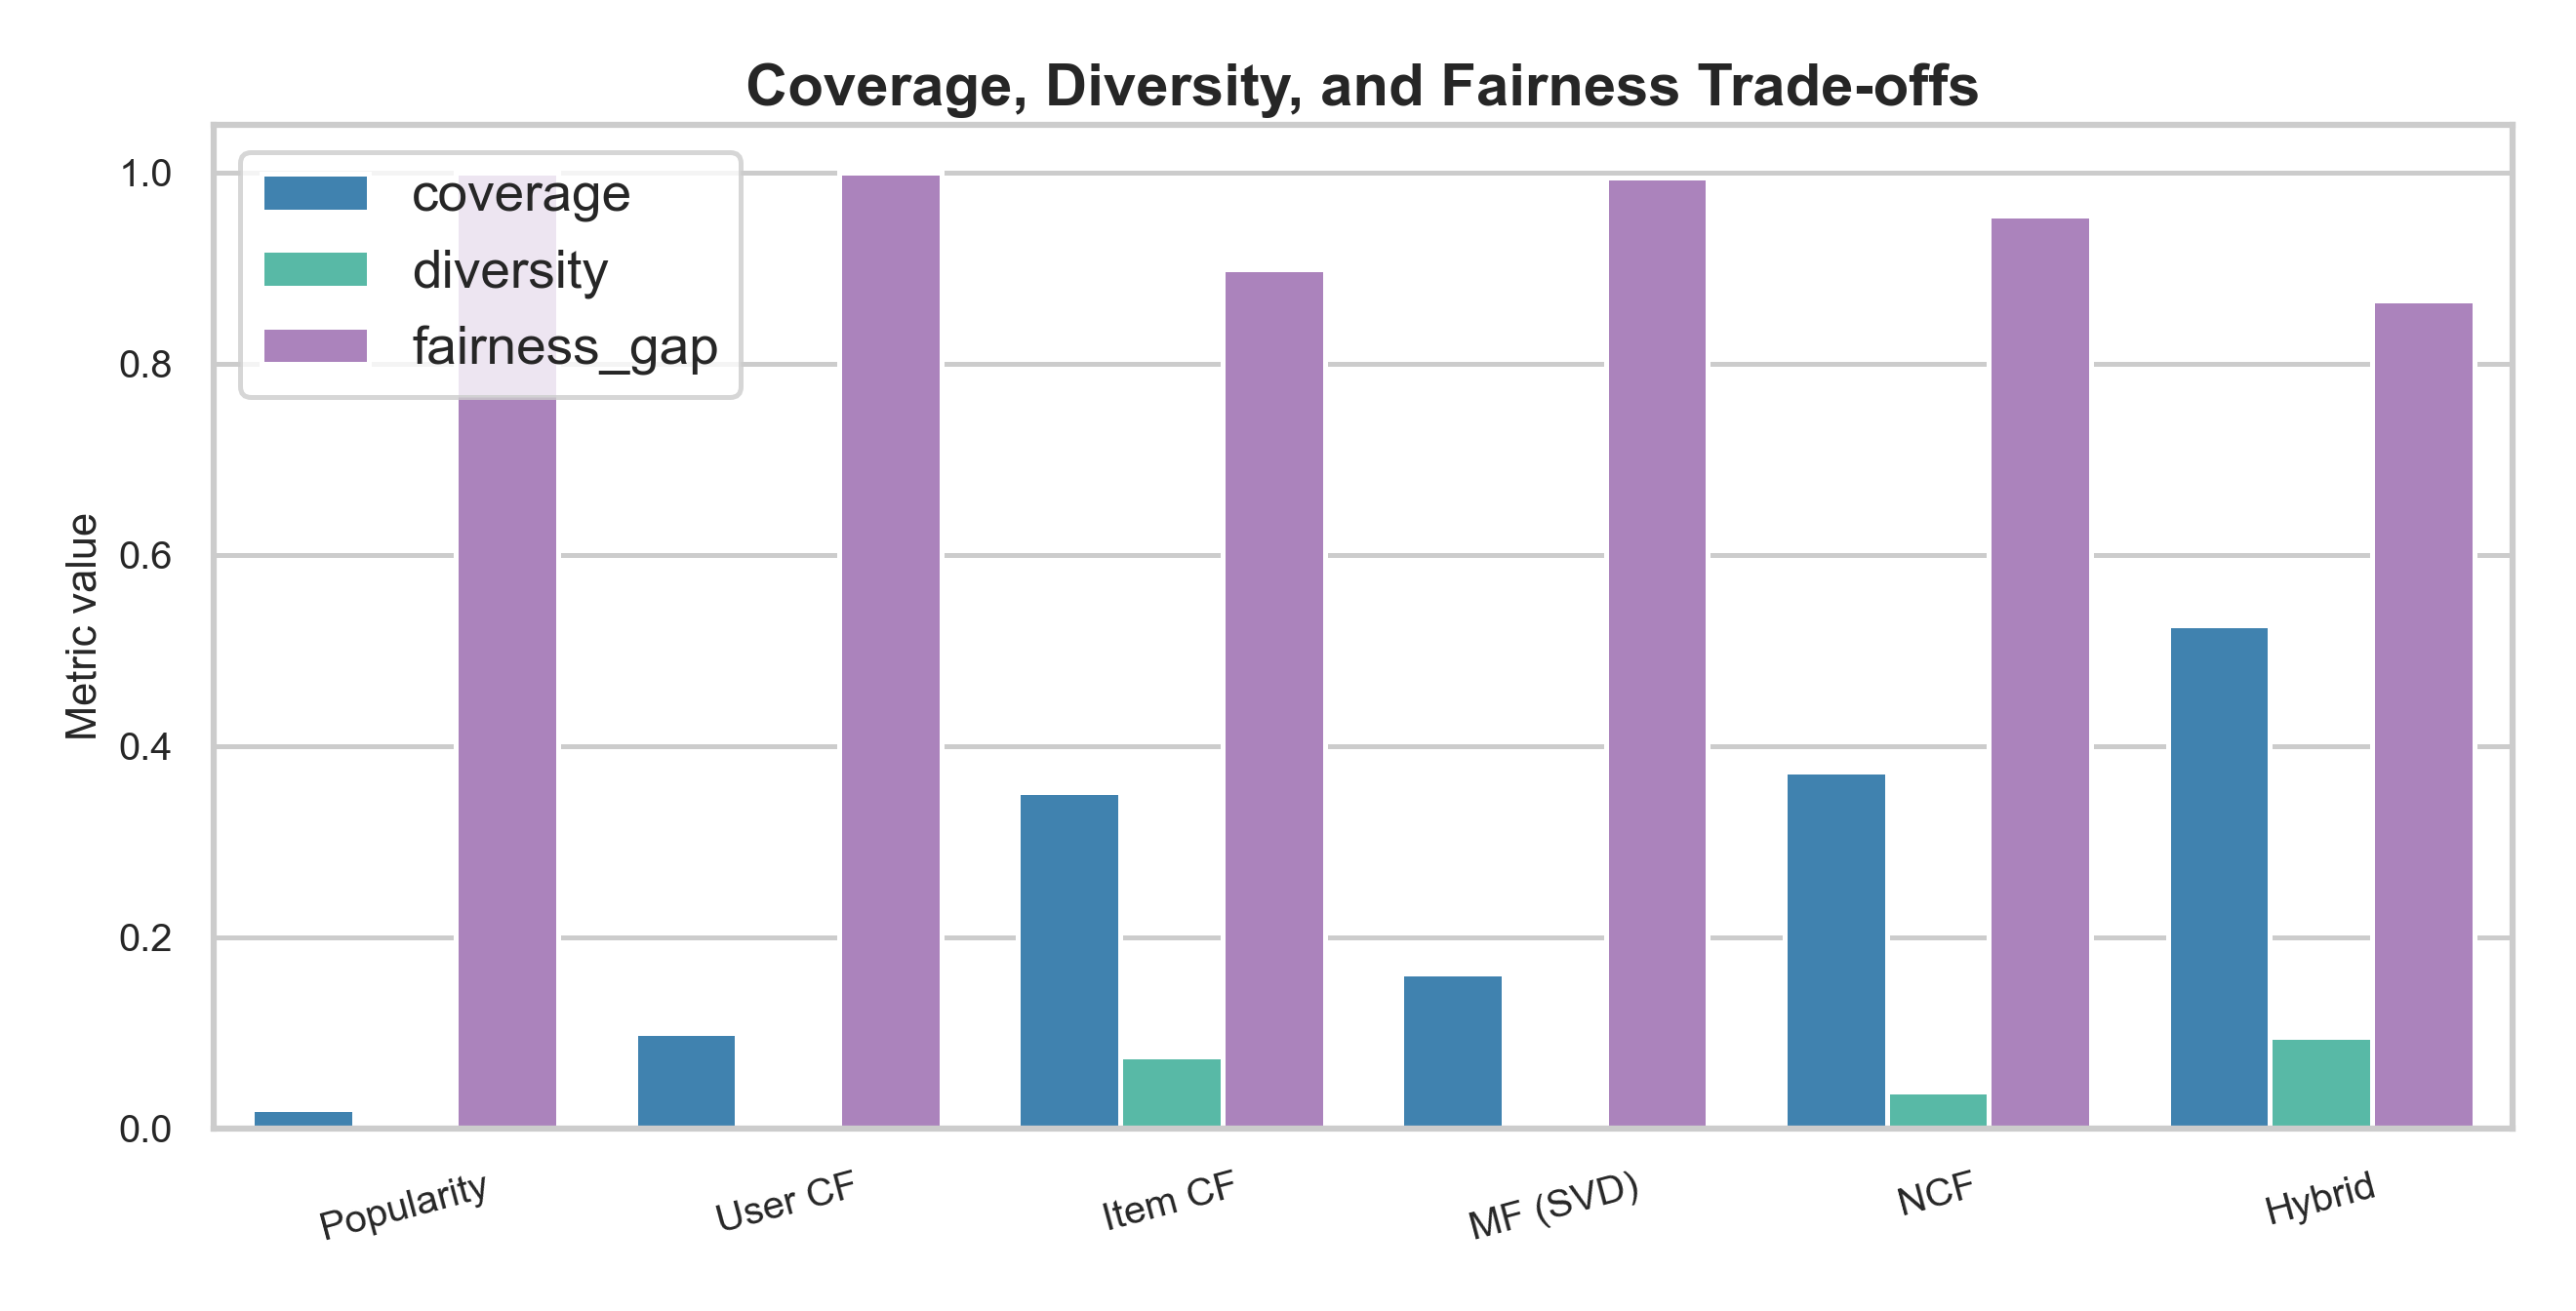 Coverage, Diversity, and Fairness Trade-offs
1.0
0.8
0.6
0.4
0.2
0.0
Metric value
coverage
diversity
fairness_gap
Popularity
User CF
Item CF
MF (SVD)
NCF
Hybrid